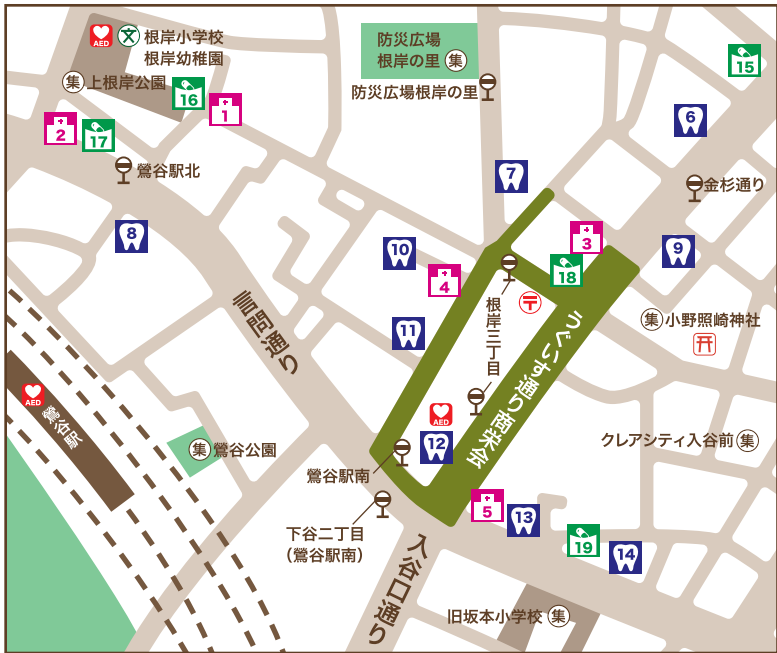 AED
文
根岸小学校
根岸幼稚園
集 上根岸公園
16
1
2
17
鶯谷駅北
8
防災広場
根岸の里 集
防災広場根岸の里
15
6
7
金杉通り
3
9
18
10
4
〒
根岸三丁目
11
言問通り
うぐいす通り商栄会
集 小野照崎神社
AED
鶯谷駅
AED
12
クレアシティ入谷前 集
集 鶯谷公園
鶯谷駅南
下谷二丁目
(鶯谷駅南)
5
13
19
14
入谷口通り
旧坂本小学校 集